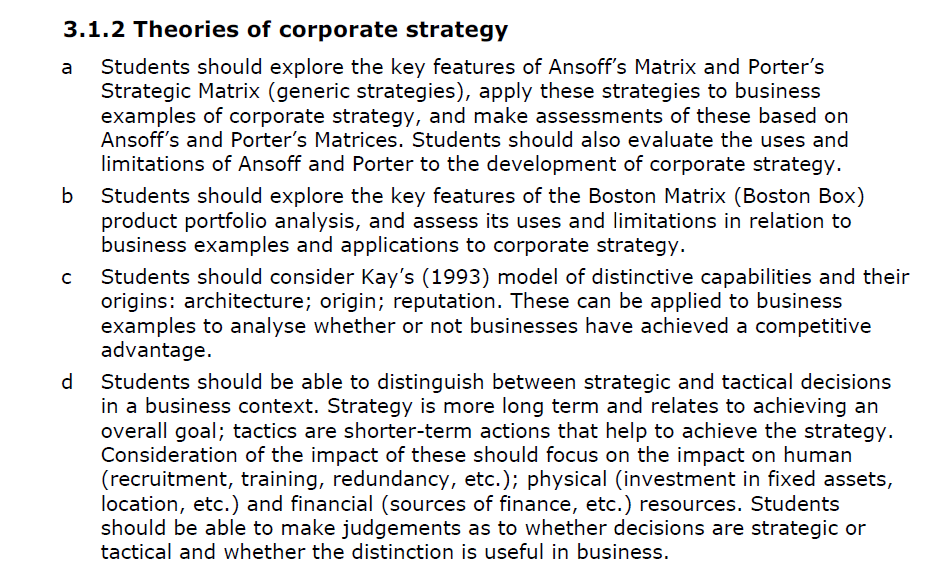 3.1.2 Theories of corporate strategy
a Students should explore the key features of Ansoff’s Matrix and Porter’s
Strategic Matrix (generic strategies), apply these strategies to business
examples of corporate strategy, and make assessments of these based on
Ansoff’s and Porter’s Matrices. Students should also evaluate the uses and
limitations of Ansoff and Porter to the development of corporate strategy.
b Students should explore the key features of the Boston Matrix (Boston Box)
product portfolio analysis, and assess its uses and limitations in relation to
business examples and applications to corporate strategy.
c Students should consider Kay’s (1993) model of distinctive capabilities and their
origins: architecture; origin; reputation. These can be applied to business
examples to analyse whether or not businesses have achieved a competitive
advantage.
d Students should be able to distinguish between strategic and tactical decisions
in a business context. Strategy is more long term and relates to achieving an
overall goal; tactics are shorter-term actions that help to achieve the strategy.
Consideration of the impact of these should focus on the impact on human
(recruitment, training, redundancy, etc.); physical (investment in fixed assets,
location, etc.) and financial (sources of finance, etc.) resources. Students
should be able to make judgements as to whether decisions are strategic or
tactical and whether the distinction is useful in business.